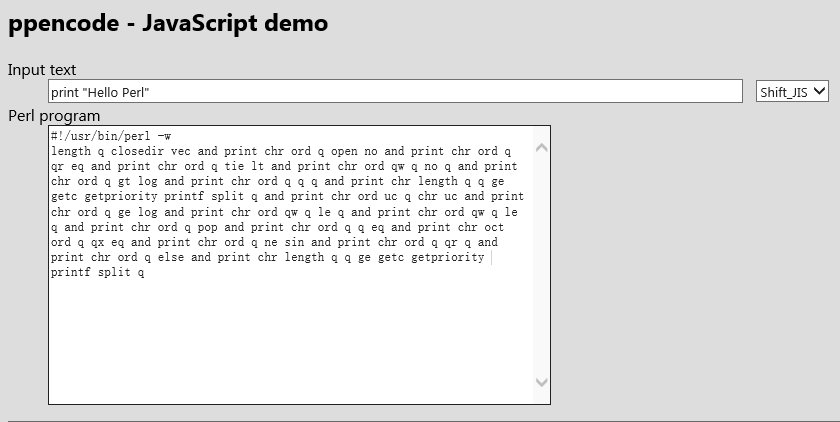 ppencode - JavaScript demo
Input text
print "Hello Perl"
Shift_JIS
Perl program
#!/usr/bin/perl -w
length q closedir vec and print chr ord q open no and print chr ord q
qr eq and print chr ord q tie lt and print chr ord qw q no q and print
chr ord q gt log and print chr ord q q q and print chr length q q ge
getc getpriority printf split q and print chr ord uc q chr uc and print
chr ord q ge log and print chr ord qw q le q and print chr ord qw q le
q and print chr ord q pop and print chr ord q q eq and print chr oct
ord q qx eq and print chr ord q ne sin and print chr ord q qr q and
print chr ord q else and print chr length q q ge getc getpriority
printf split q